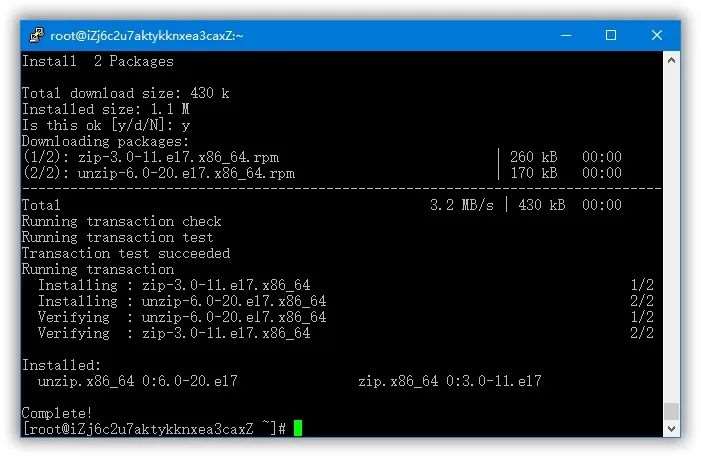 root@iZj6c2u7aktykknxea3caxZ:~
Install  2 Packages
Total download size: 430 k
Installed size: 1.1 M
Is this ok [y/d/N]: y
Downloading packages:
(1/2): zip-3.0-11.el7.x86_64.rpm | 260 kB 00:00
(2/2): unzip-6.0-20.el7.x86_64.rpm | 170 kB 00:00
--------------------------------------------------------------------------------
Total 3.2 MB/s | 430 kB 00:00
Running transaction check
Running transaction test
Transaction test succeeded
Running transaction
Installing : zip-3.0-11.el7.x86_64 1/2
Installing : unzip-6.0-20.el7.x86_64 2/2
Verifying  : unzip-6.0-20.el7.x86_64 1/2
Verifying  : zip-3.0-11.el7.x86_64 2/2
Installed:
unzip.x86_64 0:6.0-20.el7 zip.x86_64 0:3.0-11.el7
Complete!
[root@iZj6c2u7aktykknxea3caxZ ~]#